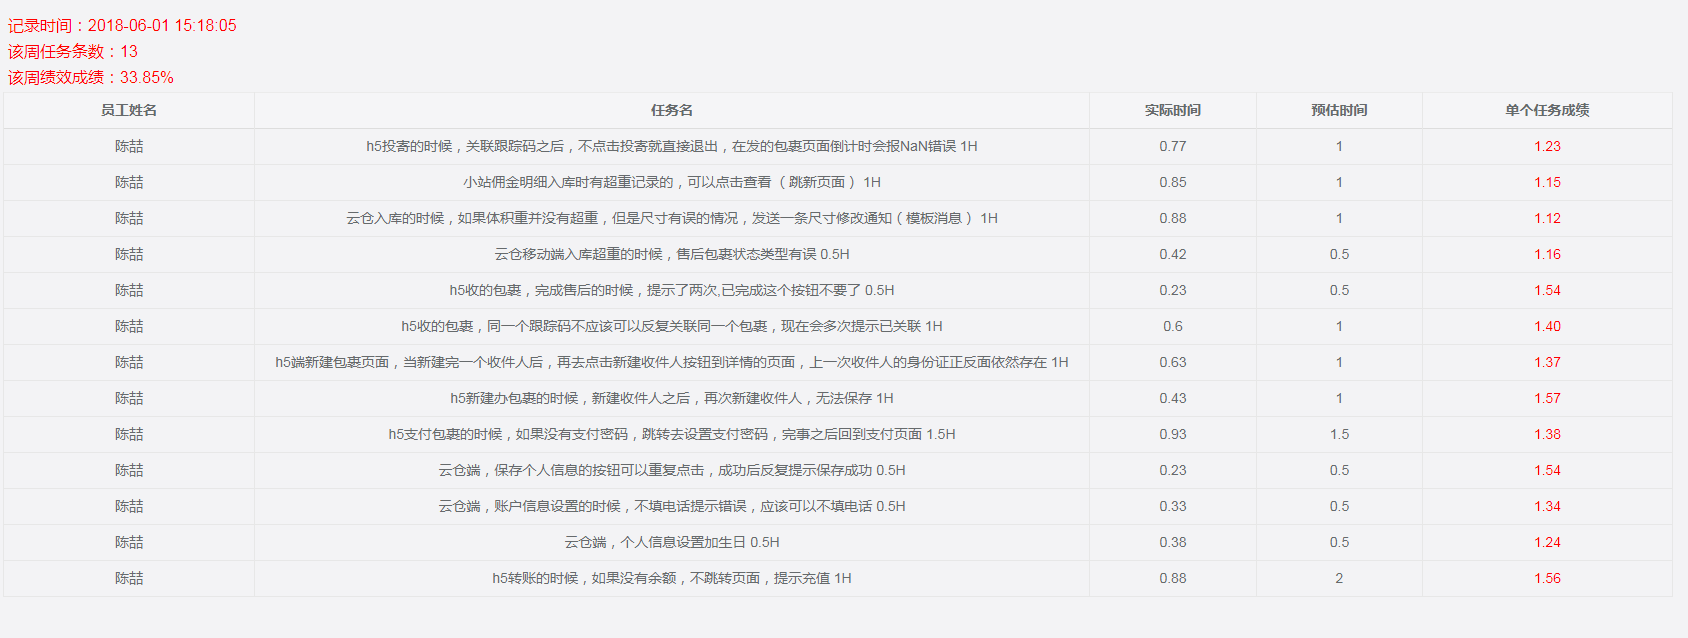 记录时间：2018-06-01 15:18:05
该周任务条数：13
该周绩效成绩：33.85%
员工姓名 任务名 实际时间 预估时间 单个任务成绩
陈喆 h5投寄的时候，关联跟踪码之后，不点击投寄就直接退出，在发的包裹页面倒计时会报NaN错误 1H 0.77 1 1.23
陈喆 小站佣金明细入库时有超重记录的，可以点击查看（跳新页面） 1H 0.85 1 1.15
陈喆 云仓入库的时候，如果体积重并没有超重，但是尺寸有误的情况，发送一条尺寸修改通知（模板消息） 1H 0.88 1 1.12
陈喆 云仓移动端入库超重的时候，售后包裹状态类型有误 0.5H 0.42 0.5 1.16
陈喆 h5收的包裹，完成售后的时候，提示了两次,已完成这个按钮不要了 0.5H 0.23 0.5 1.54
陈喆 h5收的包裹，同一个跟踪码不应该可以反复关联同一个包裹，现在会多次提示已关联 1H 0.6 1 1.40
陈喆 h5端新建包裹页面，当新建完一个收件人后，再去点击新建收件人按钮到详情的页面，上一次收件人的身份证正反面依然存在 1H 0.63 1 1.37
陈喆 h5新建办包裹的时候，新建收件人之后，再次新建收件人，无法保存 1H 0.43 1 1.57
陈喆 h5支付包裹的时候，如果没有支付密码，跳转去设置支付密码，完事之后回到支付页面 1.5H 0.93 1.5 1.38
陈喆 云仓端，保存个人信息的按钮可以重复点击，成功后反复提示保存成功 0.5H 0.23 0.5 1.54
陈喆 云仓端，账户信息设置的时候，不填电话提示错误，应该可以不填电话 0.5H 0.33 0.5 1.34
陈喆 云仓端，个人信息设置加生日 0.5H 0.38 0.5 1.24
陈喆 h5转账的时候，如果没有余额，不跳转页面，提示充值 1H 0.88 2 1.56